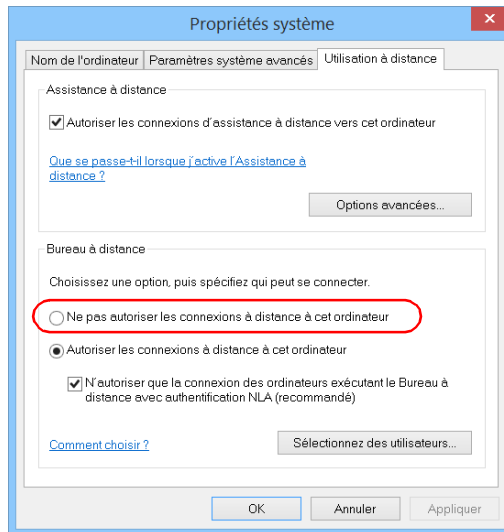 Propriétés système
Nom de l'ordinateur Paramètres système avancés Utilisation à distance
Assistance à distance
Autoriser les connexions d'assistance à distance vers cet ordinateur
Que se passe-t-il lorsque j'active l'Assistance à
distance ?
Options avancées...
Bureau à distance
Choisissez une option, puis spécifiez qui peut se connecter.
Ne pas autoriser les connexions à distance à cet ordinateur
Autoriser les connexions à distance à cet ordinateur
N'autoriser que la connexion des ordinateurs exécutant le Bureau à
distance avec authentification NLA (recommandé)
Comment choisir ? Sélectionnez des utilisateurs...
OK Annuler Appliquer